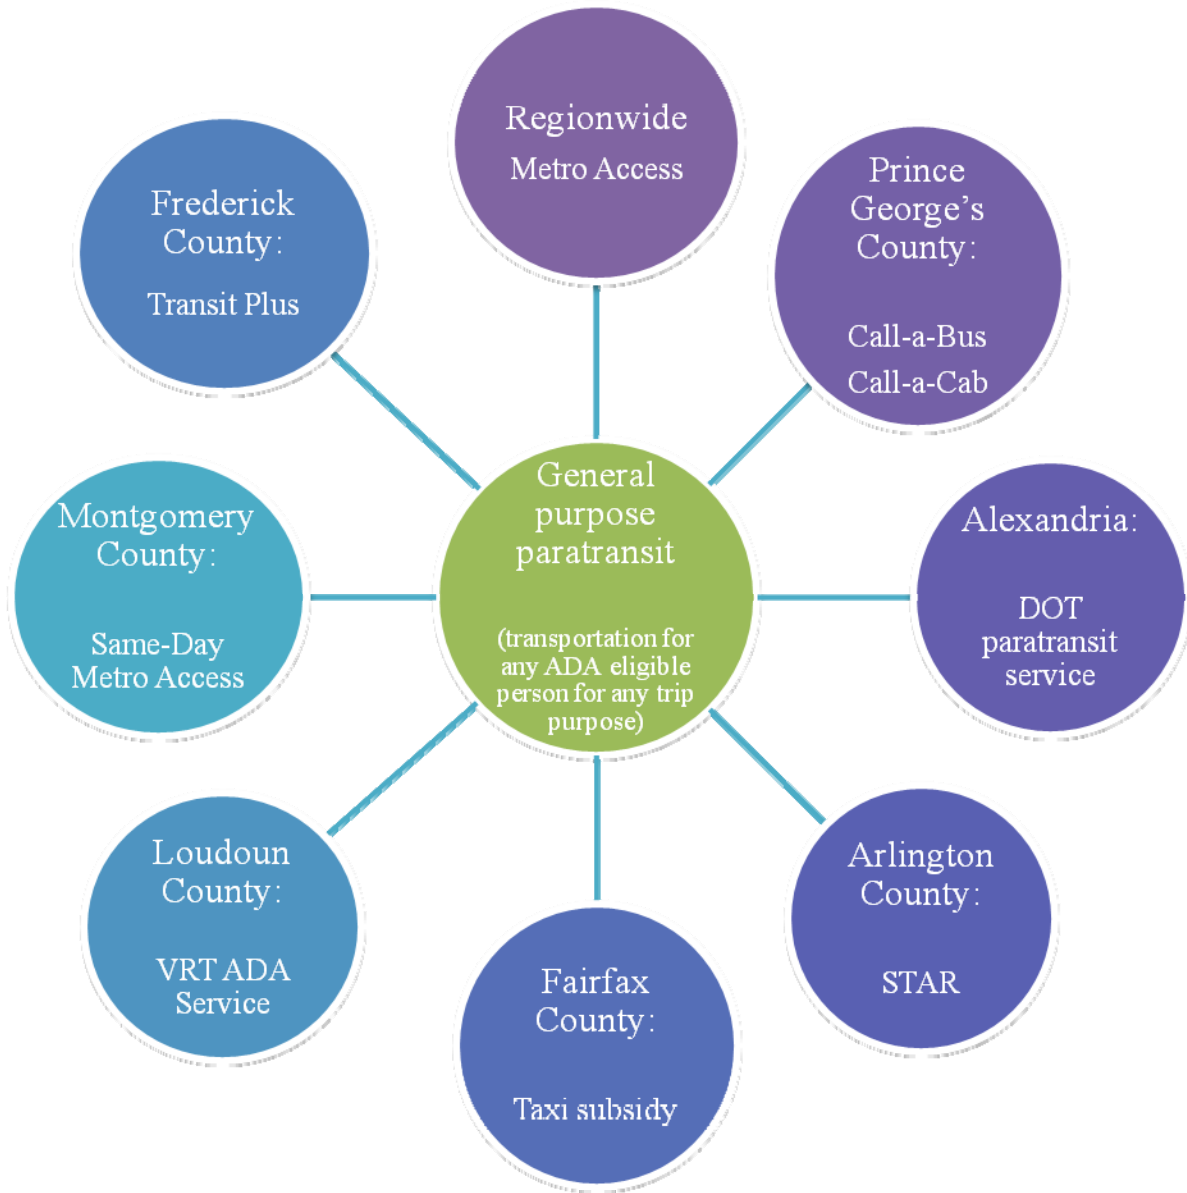 Regionwide
Metro Access
Prince
George's
County:
Call-a-Bus
Call-a-Cab
Alexandria:
DOT
paratransit
service
Arlington
County:
STAR
Fairfax
County:
Taxi subsidy
Loudoun
County:
VRT ADA
Service
Montgomery
County:
Same-Day
Metro Access
Frederick
County:
Transit Plus
General
purpose
paratransit
(transportation for
any ADA eligible
person for any trip
purpose)